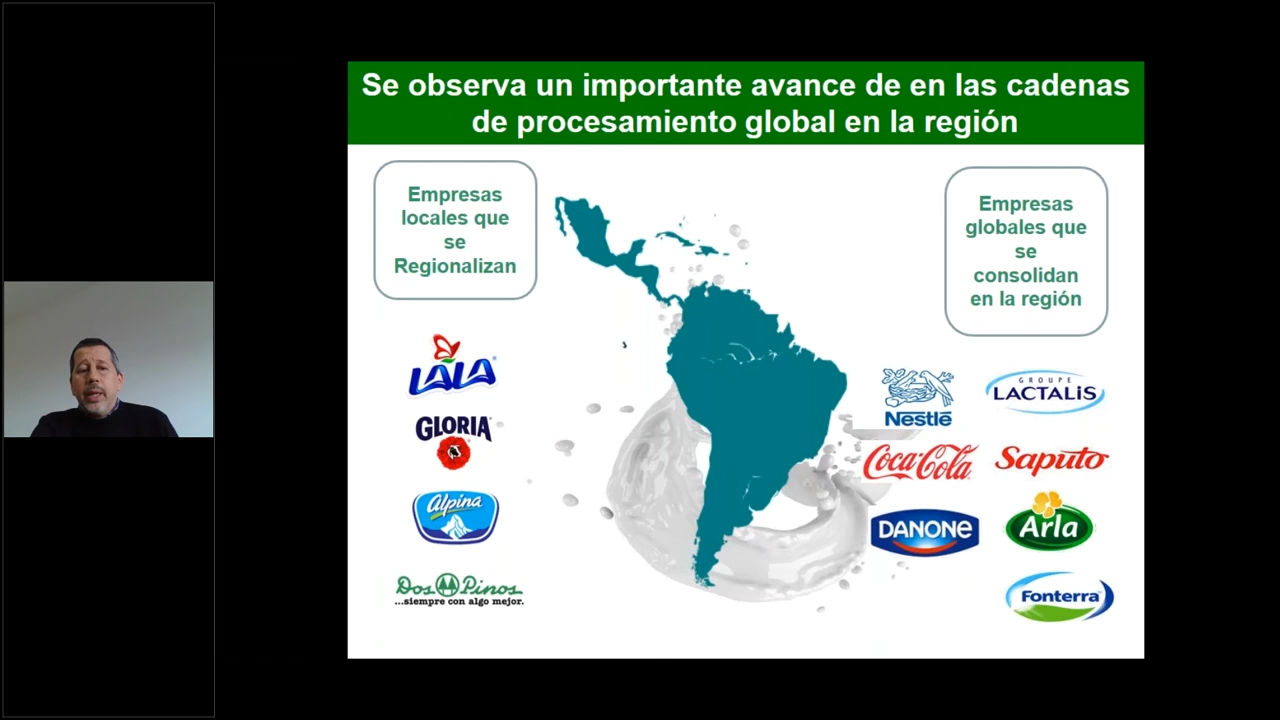 Se observa un importante avance de en las cadenas
de procesamiento global en la región
Empresas
locales que
se
Regionalizan
Empresas
globales que
se
consolidan
en la región
LALA
GLORIA
Alpina
Dos Pinos
...siempre con algo mejor.
Nestlé
GROUPE
LACTALIS
Coca-Cola
Saputo
DANONE
Arla
Fonterra